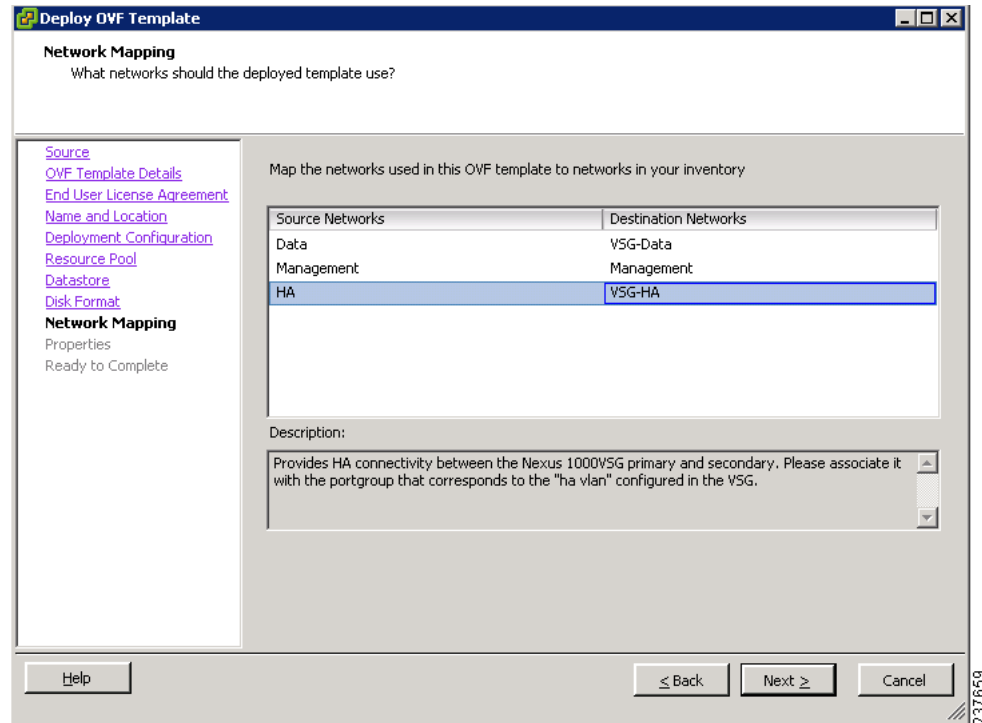 Deploy OVF Template
Network Mapping
What networks should the deployed template use?
Source
OVF Template Details
End User License Agreement
Name and Location
Deployment Configuration
Resource Pool
Datastore
Disk Format
Network Mapping
Properties
Ready to Complete
Map the networks used in this OVF template to networks in your inventory
Source Networks Destination Networks
Data VSG-Data
Management Management
HA VSG-HA
Description:
Provides HA connectivity between the Nexus 1000VSG primary and secondary. Please associate it
with the portgroup that corresponds to the "ha vlan" configured in the VSG.
Help
≤ Back Next ≥ Cancel
237659